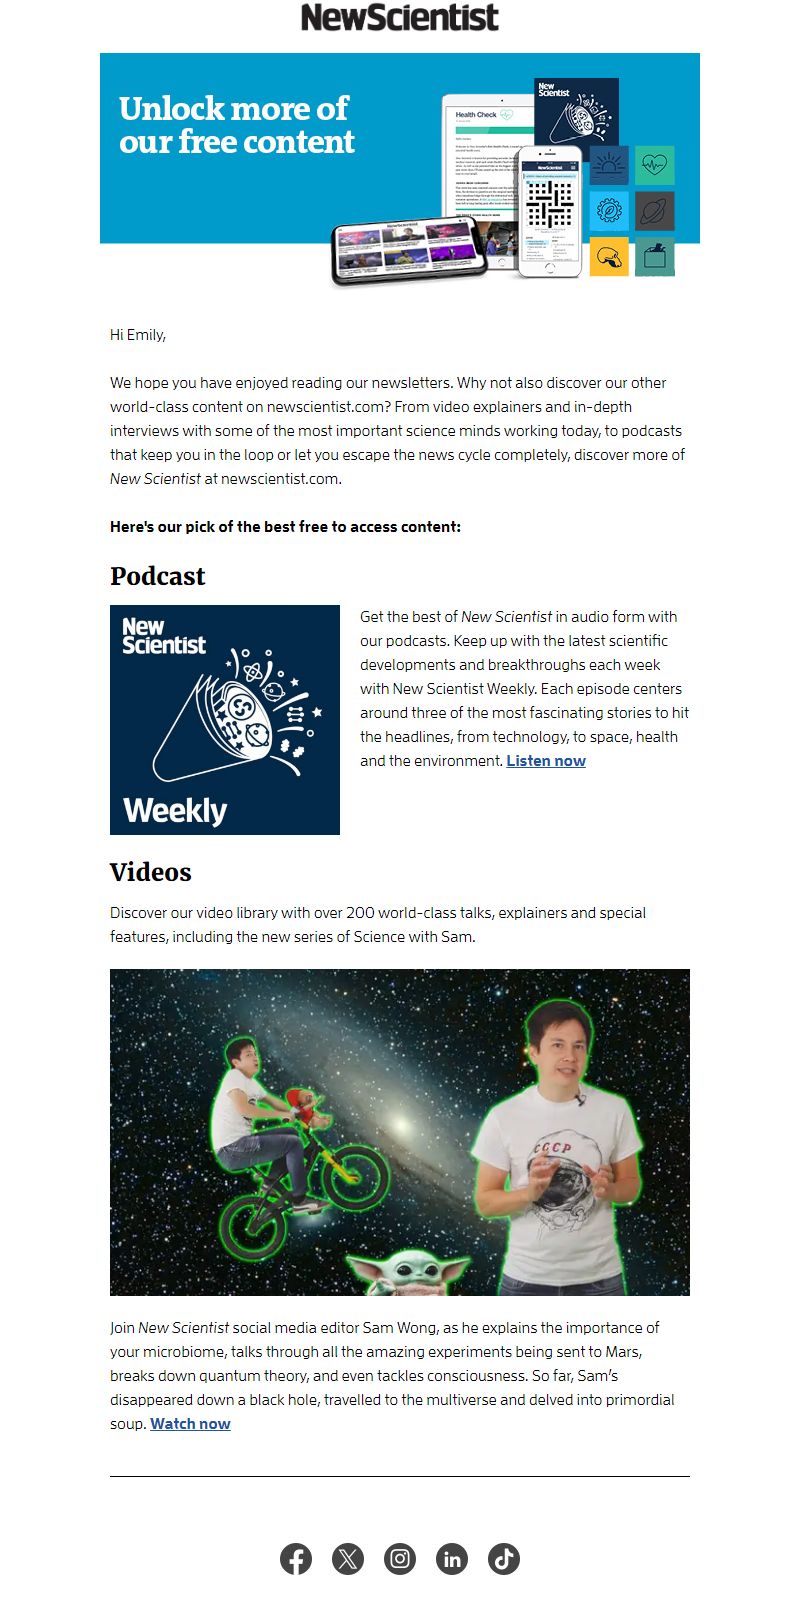 NewScientist
Unlock more of
our free content
Health Check
New
Scientist
NewScientist
NewScientist
Hi Emily,
We hope you have enjoyed reading our newsletters. Why not also discover our other
world-class content on newscientist.com? From video explainers and in-depth
interviews with some of the most important science minds working today, to podcasts
that keep you in the loop or let you escape the news cycle completely, discover more of
New Scientist at newscientist.com.
Here's our pick of the best free to access content:
Podcast
New
Scientist
Weekly
Get the best of New Scientist in audio form with
our podcasts. Keep up with the latest scientific
developments and breakthroughs each week
with New Scientist Weekly. Each episode centers
around three of the most fascinating stories to hit
the headlines, from technology, to space, health
and the environment. Listen now
Videos
Discover our video library with over 200 world-class talks, explainers and special
features, including the new series of Science with Sam.
CCCP
Join New Scientist social media editor Sam Wong, as he explains the importance of
your microbiome, talks through all the amazing experiments being sent to Mars,
breaks down quantum theory, and even tackles consciousness. So far, Sam's
disappeared down a black hole, travelled to the multiverse and delved into primordial
soup. Watch now